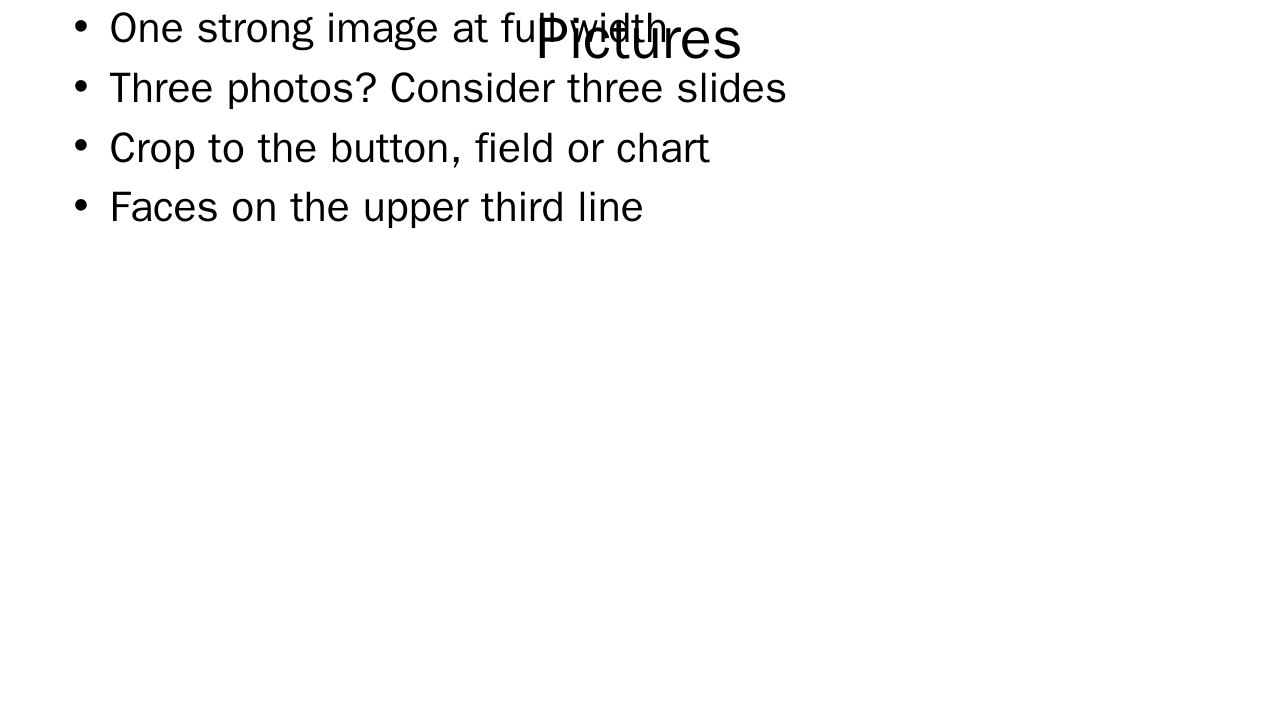 Pictures
• One strong image at full width
• Three photos? Consider three slides
• Crop to the button, field or chart
• Faces on the upper third line